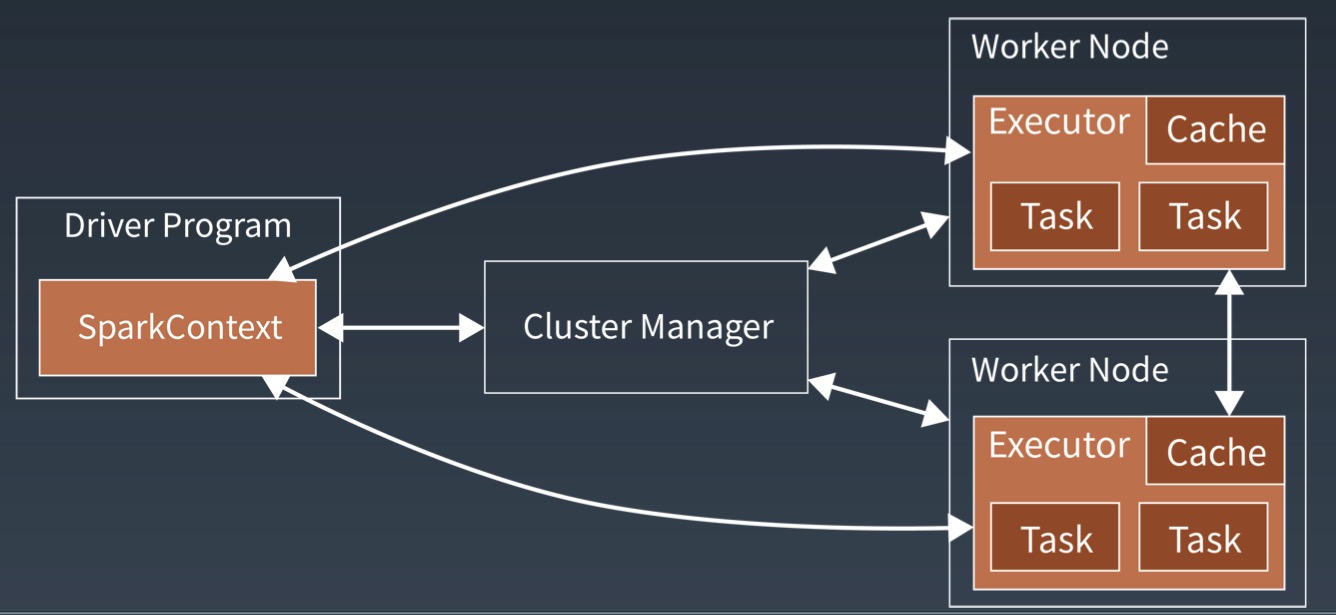 Driver Program
SparkContext
Cluster Manager
Worker Node
Executor
Cache
Task
Task
Worker Node
Executor
Cache
Task
Task